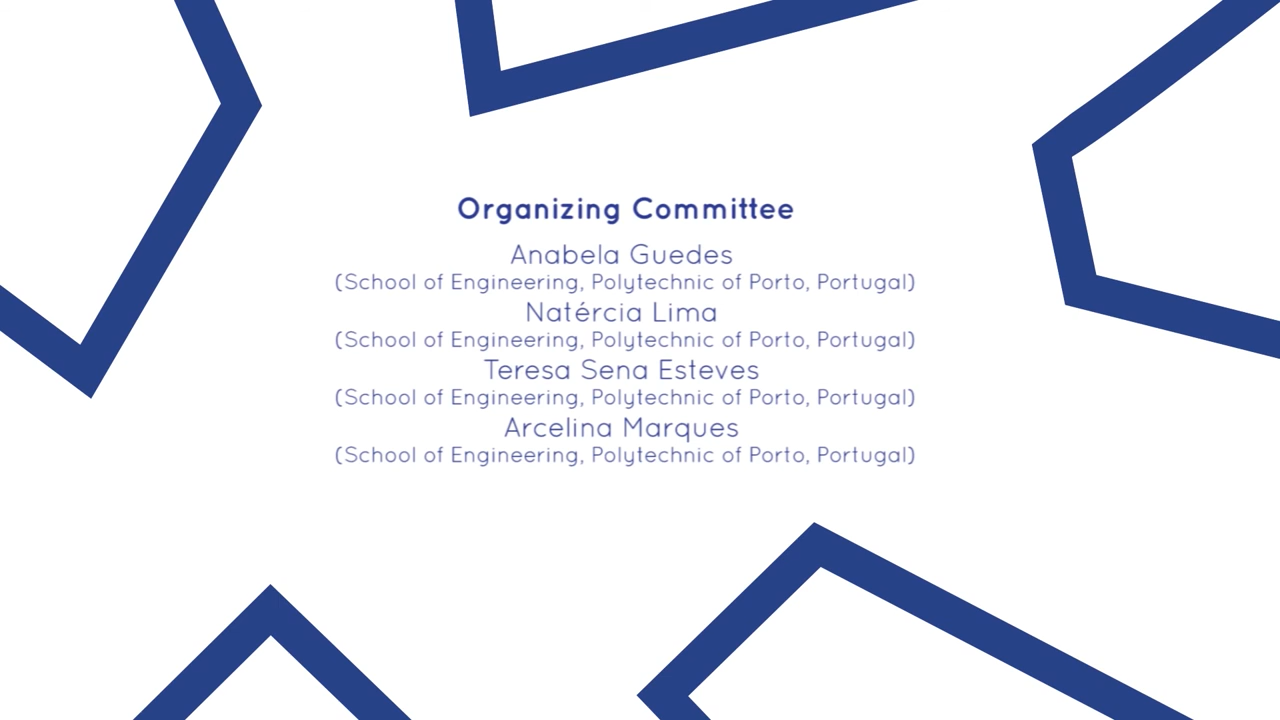 Organizing Committee
Anabela Guedes
(School of Engineering, Polytechnic of Porto, Portugal)
Natércia Lima
(School of Engineering, Polytechnic of Porto, Portugal)
Teresa Sena Esteves
(School of Engineering, Polytechnic of Porto, Portugal)
Arcelina Marques
(School of Engineering, Polytechnic of Porto, Portugal)